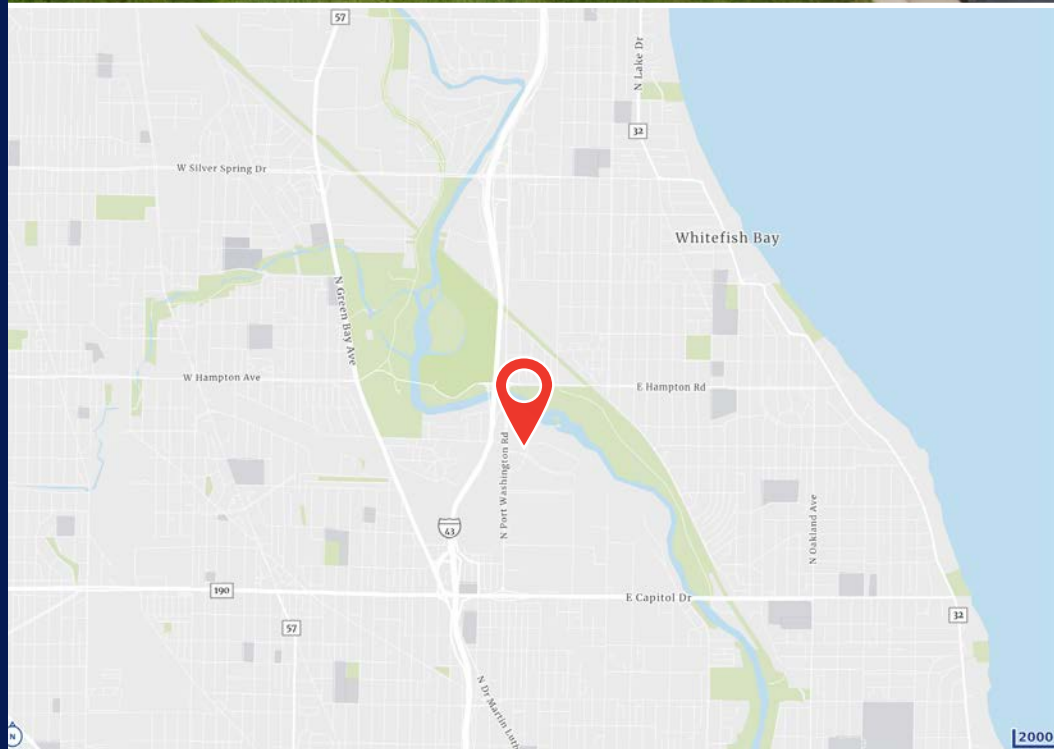 57
N Lake Dr
32
W Silver Spring Dr
Whitefish Bay
N Green Bay Ave
W Hampton Ave
E Hampton Rd
N Port Washington Rd
43
N Oakland Ave
190
E Capitol Dr
32
57
N Dr Martin Luth
N
2000